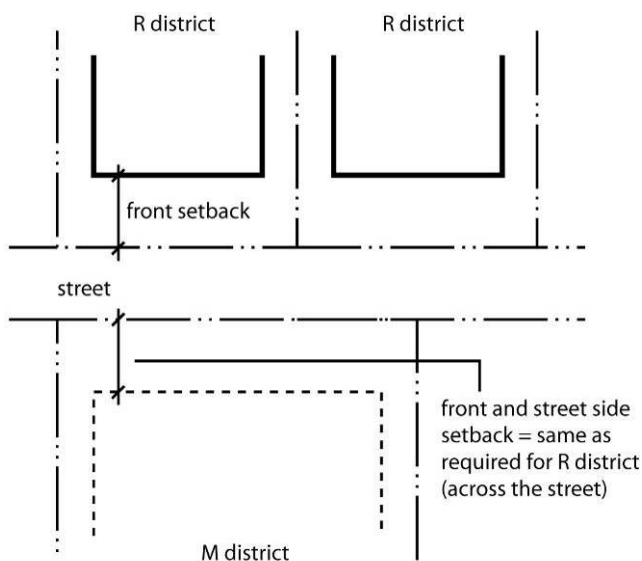 R district
R district
front setback
street
front and street side
setback = same as
required for R district
(across the street)
M district